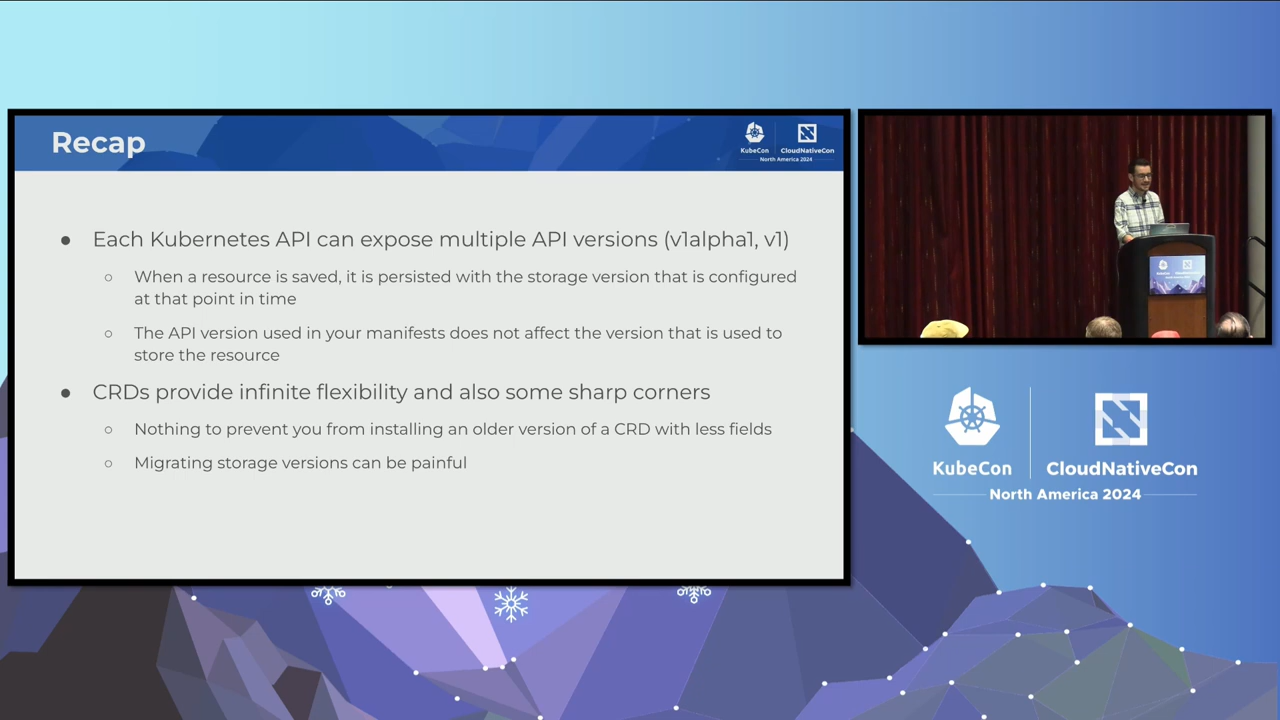 Recap
KubeCon
CloudNativeCon
North America 2024
● Each Kubernetes API can expose multiple API versions (v1alpha1, v1)
○ When a resource is saved, it is persisted with the storage version that is configured
at that point in time
○ The API version used in your manifests does not affect the version that is used to
store the resource
● CRDs provide infinite flexibility and also some sharp corners
○ Nothing to prevent you from installing an older version of a CRD with less fields
○ Migrating storage versions can be painful
KubeCon
CloudNativeCon
North America 2024